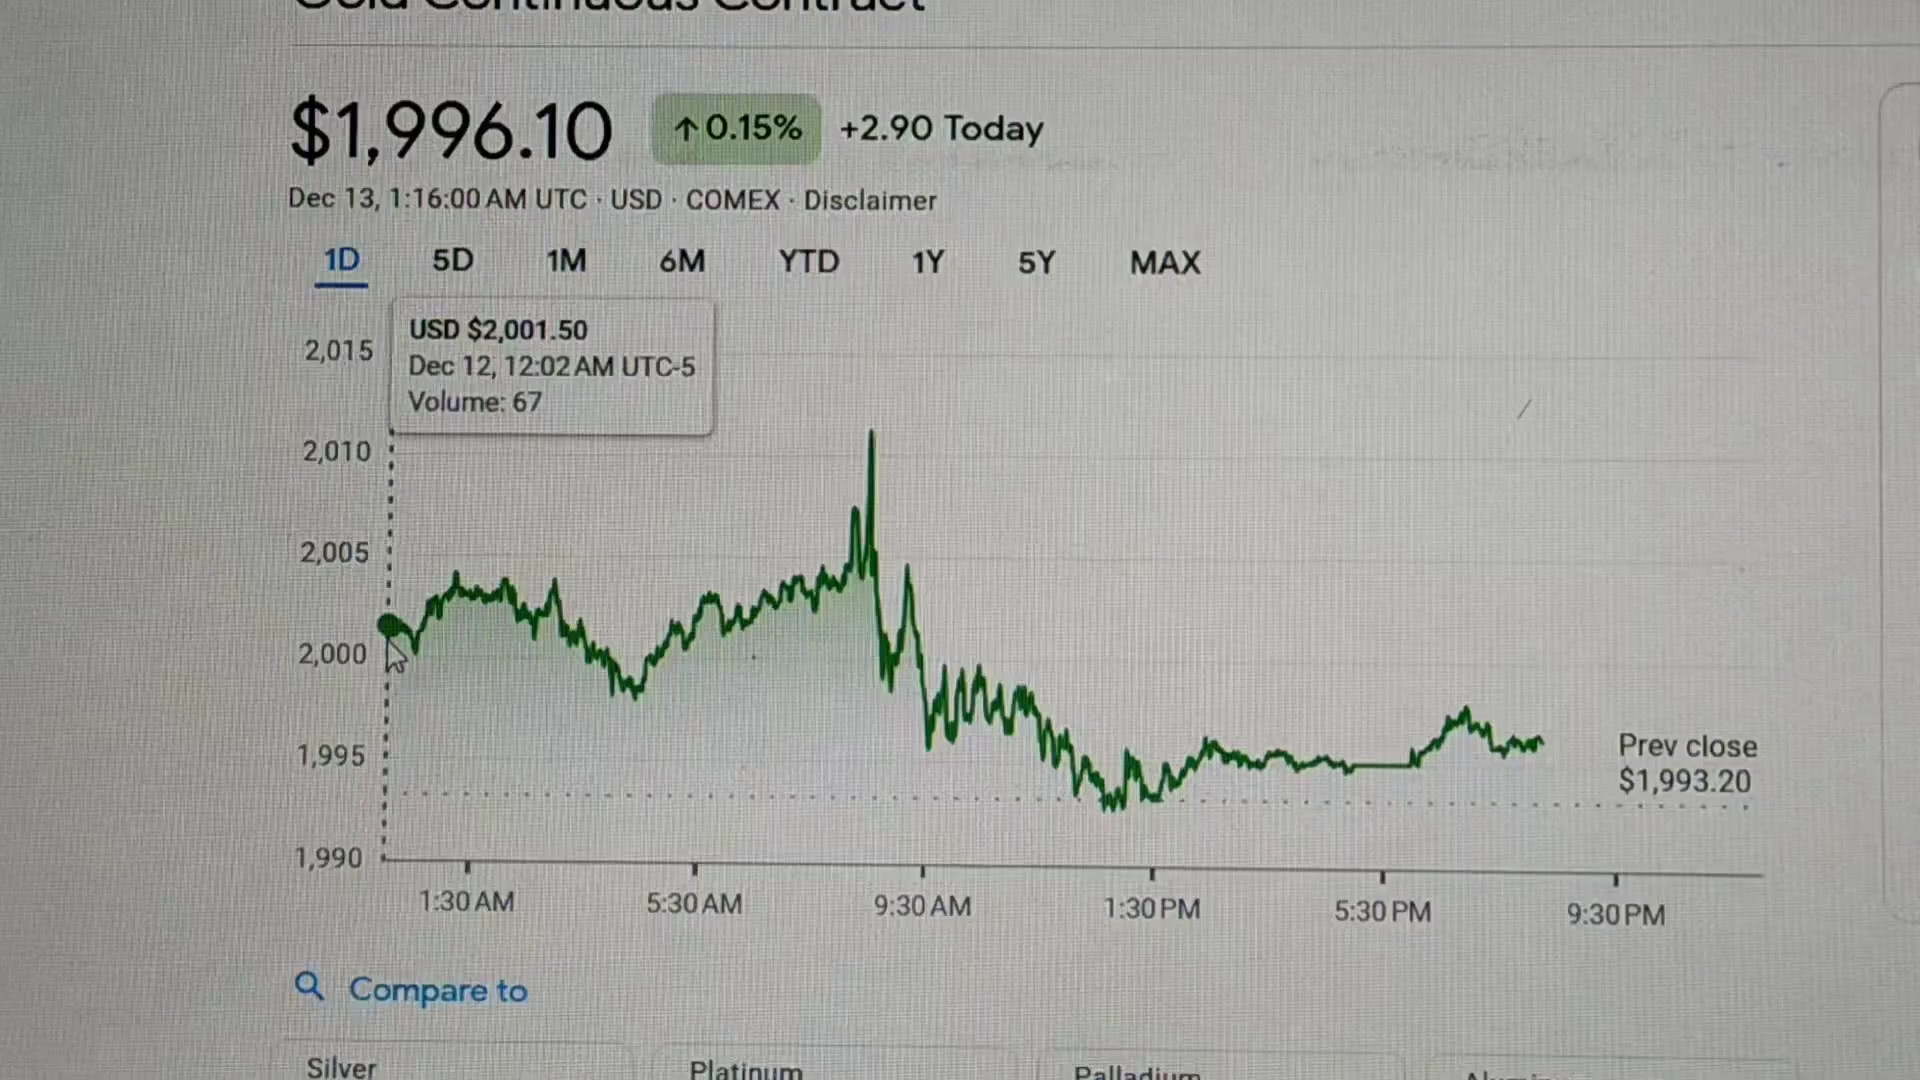 Gold Continuous Contract
$1,996.10 ↑0.15% +2.90 Today
Dec 13, 1:16:00 AM UTC · USD · COMEX · Disclaimer
1D 5D 1M 6M YTD 1Y 5Y MAX
USD $2,001.50
Dec 12, 12:02 AM UTC-5
Volume: 67
2,015
2,010
2,005
2,000
1,995
1,990
Prev close
$1,993.20
1:30 AM 5:30 AM 9:30 AM 1:30 PM 5:30 PM 9:30 PM
Compare to
Silver Platinum Palladium